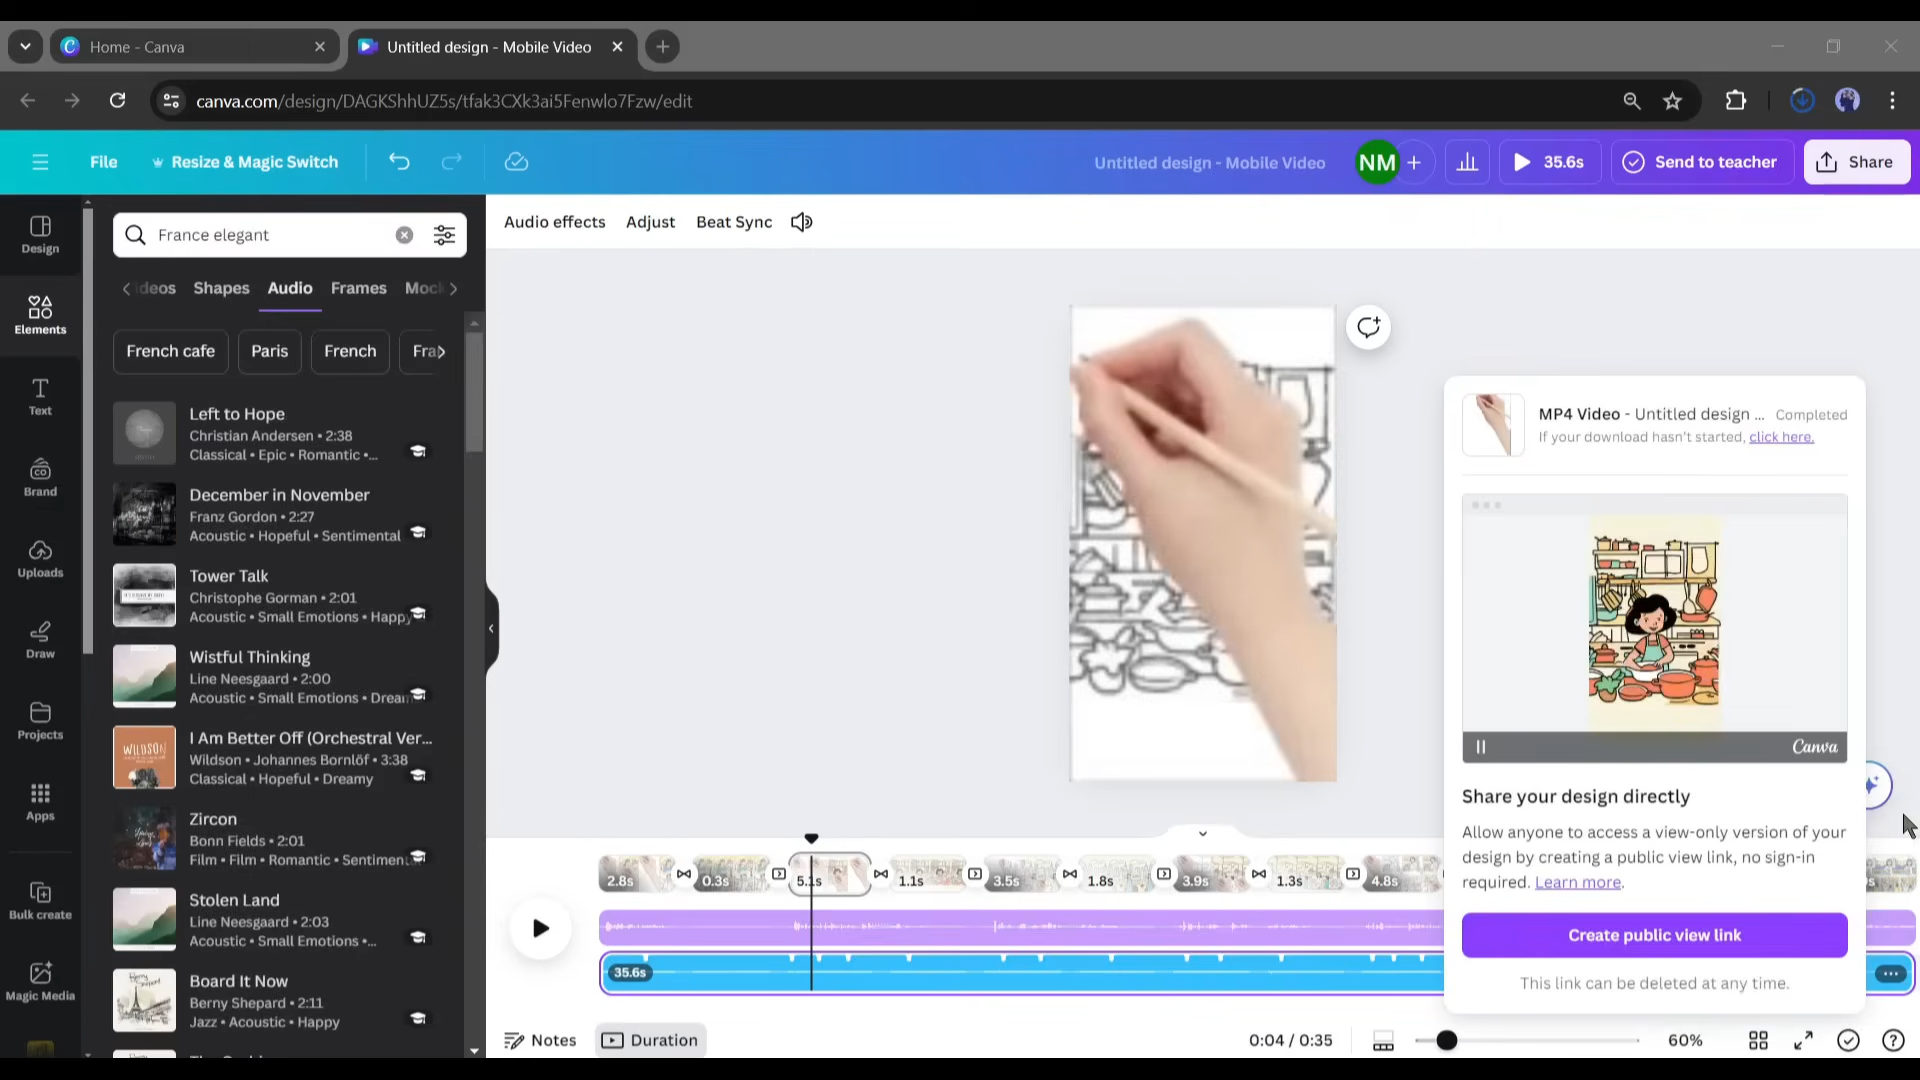 Home - Canva
Untitled design - Mobile Video
canva.com/design/DAGKShhUZ5s/tfak3CXk3ai5Fenwlo7Fzw/edit
File
Resize & Magic Switch
Untitled design - Mobile Video
NM
35.6s
Send to teacher
Share
Design
Elements
Text
Brand
Uploads
Draw
Projects
Apps
Bulk create
Magic Media
France elegant
deos
Shapes
Audio
Frames
Moc
French cafe
Paris
French
Fra
Left to Hope
Christian Andersen • 2:38
Classical • Epic • Romantic •...
December in November
Franz Gordon • 2:27
Acoustic • Hopeful • Sentimental
Tower Talk
Christophe Gorman • 2:01
Acoustic • Small Emotions • Happy
Wistful Thinking
Line Neesgaard • 2:00
Acoustic • Small Emotions • Dream
WILDSON
I Am Better Off (Orchestral Ver...
Wildson • Johannes Bornlöf • 3:38
Classical • Hopeful • Dreamy
Zircon
Bonn Fields • 2:01
Film • Film • Romantic • Sentimen
Stolen Land
Line Neesgaard • 2:03
Acoustic • Small Emotions •...
Board It Now
Berny Shepard • 2:11
Jazz • Acoustic • Happy
Audio effects
Adjust
Beat Sync
MP4 Video - Untitled design ...
Completed
If your download hasn't started, click here.
Canva
Share your design directly
Allow anyone to access a view-only version of your
design by creating a public view link, no sign-in
required. Learn more.
Create public view link
This link can be deleted at any time.
2.8s
0.3s
5.1s
1.1s
3.5s
1.8s
3.9s
1.3s
4.8s
s
35.6s
Notes
Duration
0:04 / 0:35
60%